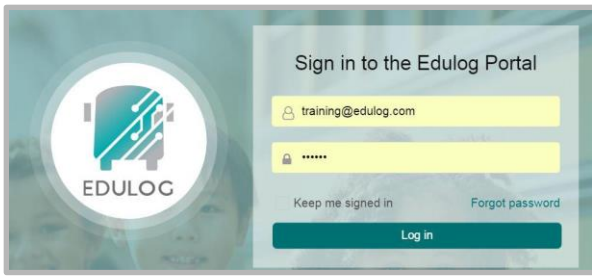 Sign in to the Edulog Portal
training@edulog.com
••••••
EDULOG
Keep me signed in
Forgot password
Log in